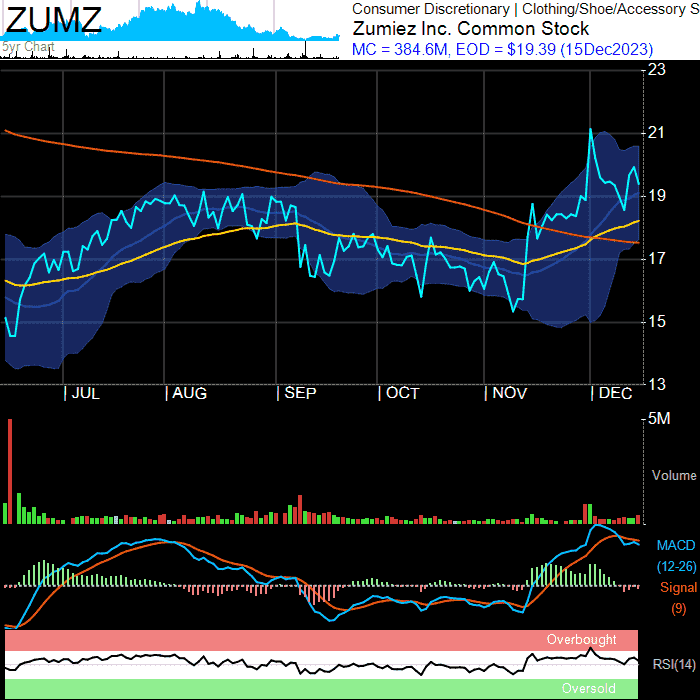 ZUMZ
5yr Chart
Consumer Discretionary | Clothing/Shoe/Accessory S
Zumiez Inc. Common Stock
MC = 384.6M, EOD = $19.39 (15Dec2023)
23
21
19
17
15
13
| JUL | AUG | SEP | OCT | NOV | DEC
5M
Volume
MACD
(12-26)
Signal
(9)
Overbought
RSI(14)
Oversold